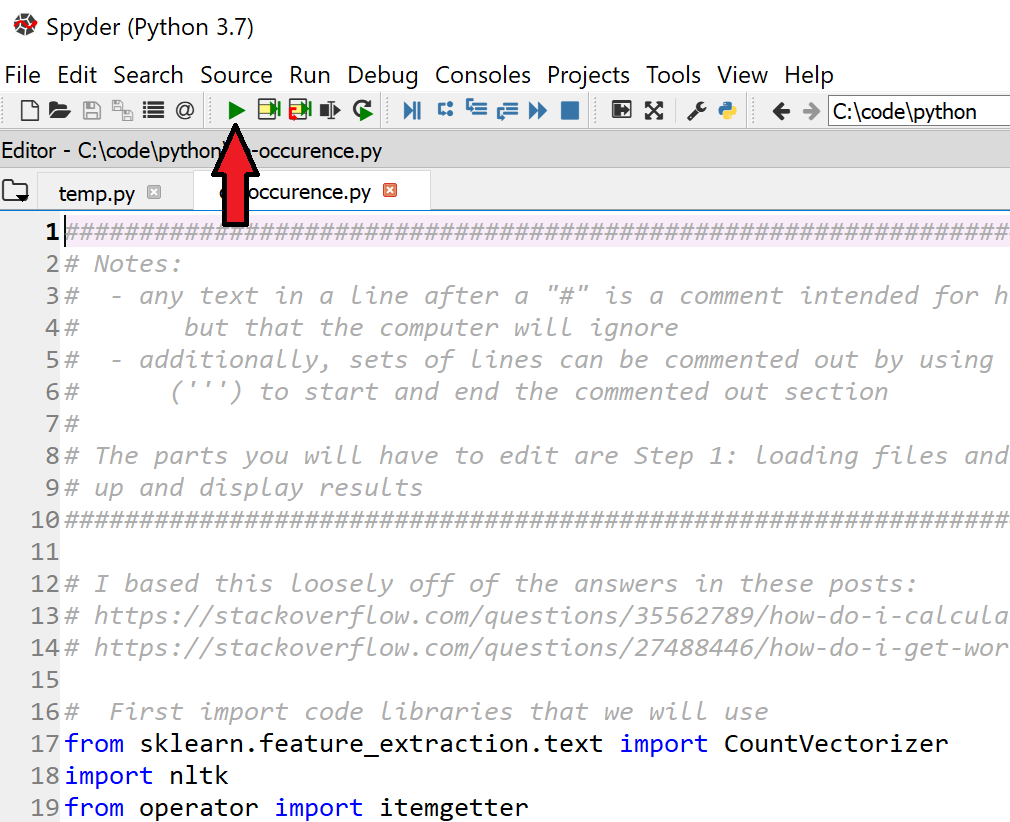 Spyder (Python 3.7)
File Edit Search Source Run Debug Consoles Projects Tools View Help
C:\code\python
Editor - C:\code\python\ -occurence.py
temp.py occurence.py
1 ###############################################################
2 # Notes:
3 #  - any text in a line after a "#" is a comment intended for h
4 #       but that the computer will ignore
5 #  - additionally, sets of lines can be commented out by using
6 #      (''') to start and end the commented out section
7 #
8 # The parts you will have to edit are Step 1: loading files and
9 # up and display results
10 ###############################################################
11
12 # I based this loosely off of the answers in these posts:
13 # https://stackoverflow.com/questions/35562789/how-do-i-calcula
14 # https://stackoverflow.com/questions/27488446/how-do-i-get-wor
15
16 #  First import code libraries that we will use
17 from sklearn.feature_extraction.text import CountVectorizer
18 import nltk
19 from operator import itemgetter